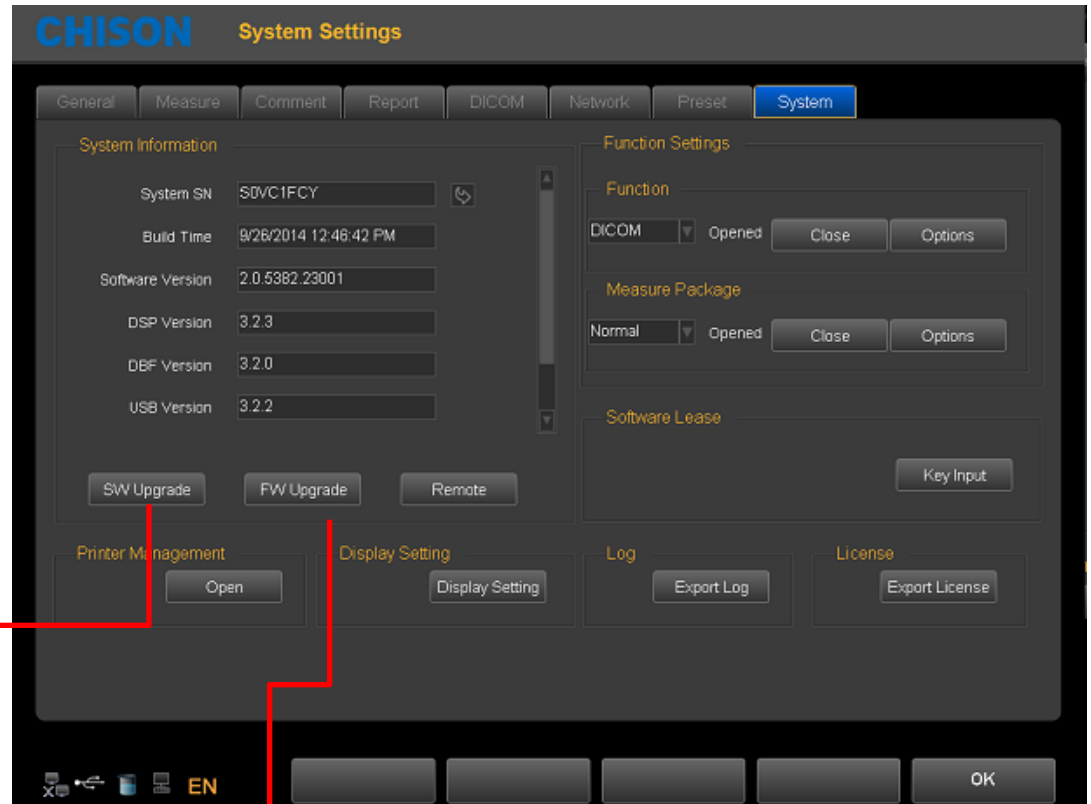 CHISON System Settings
General Measure Comment Report DICOM Network Preset System
System Information
System SN S0VC1FCY
Build Time 9/26/2014 12:46:42 PM
Software Version 2.0.5382.23001
DSP Version 3.2.3
DBF Version 3.2.0
USB Version 3.2.2
SW Upgrade FW Upgrade Remote
Function Settings
Function
DICOM Opened Close Options
Measure Package
Normal Opened Close Options
Software Lease
Key Input
Printer Management
Open
Display Setting
Display Setting
Log
Export Log
License
Export License
EN
OK